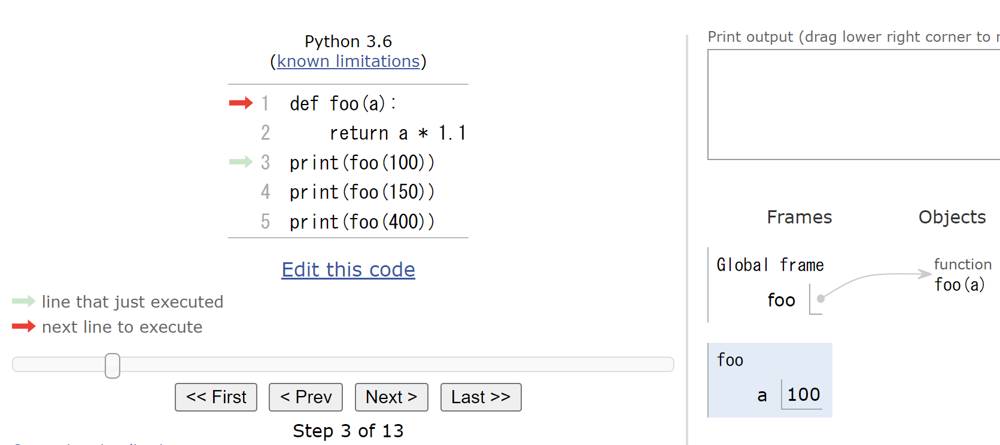 Python 3.6
(known limitations)
1 def foo(a):
2     return a * 1.1
3 print(foo(100))
4 print(foo(150))
5 print(foo(400))
Edit this code
line that just executed
next line to execute
<< First
< Prev
Next >
Last >>
Step 3 of 13
Print output (drag lower right corner to
Frames
Objects
Global frame
foo
function
foo(a)
foo
a 100